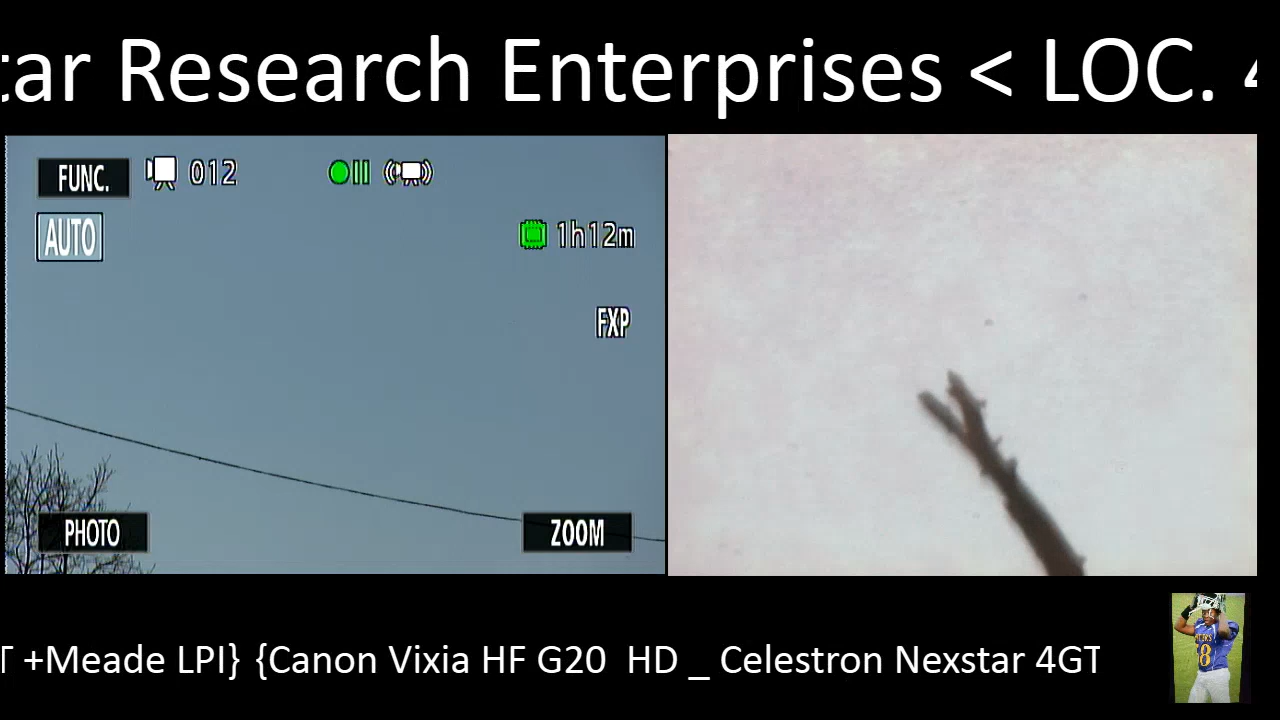 tar Research Enterprises < LOC. 4
FUNC. 012
AUTO
1h12m
FXP
PHOTO ZOOM
T +Meade LPI} {Canon Vixia HF G20 HD _ Celestron Nexstar 4GT